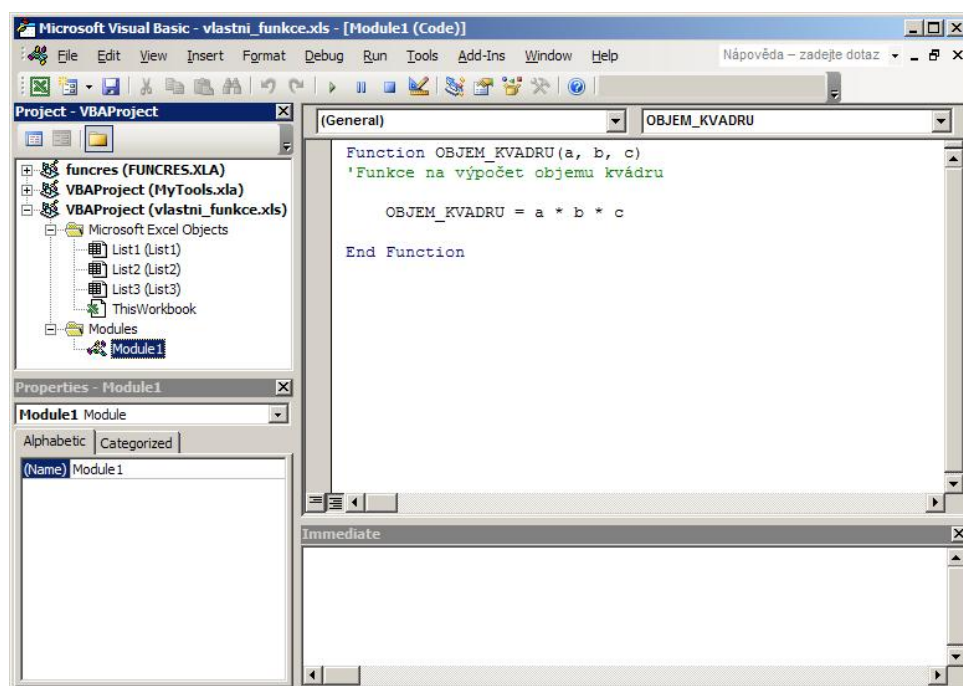 Microsoft Visual Basic - vlastni_funkce.xls - [Module1 (Code)]
File Edit View Insert Format Debug Run Tools Add-Ins Window Help Nápověda – zadejte dotaz
Project - VBAProject
funcres (FUNCRES.XLA)
VBAProject (MyTools.xla)
VBAProject (vlastni_funkce.xls)
Microsoft Excel Objects
List1 (List1)
List2 (List2)
List3 (List3)
ThisWorkbook
Modules
Module1
Properties - Module1
Module1 Module
Alphabetic Categorized
(Name) Module1
(General) OBJEM_KVADRU
Function OBJEM_KVADRU(a, b, c)
'Funkce na výpočet objemu kvádru
OBJEM_KVADRU = a * b * c
End Function
Immediate